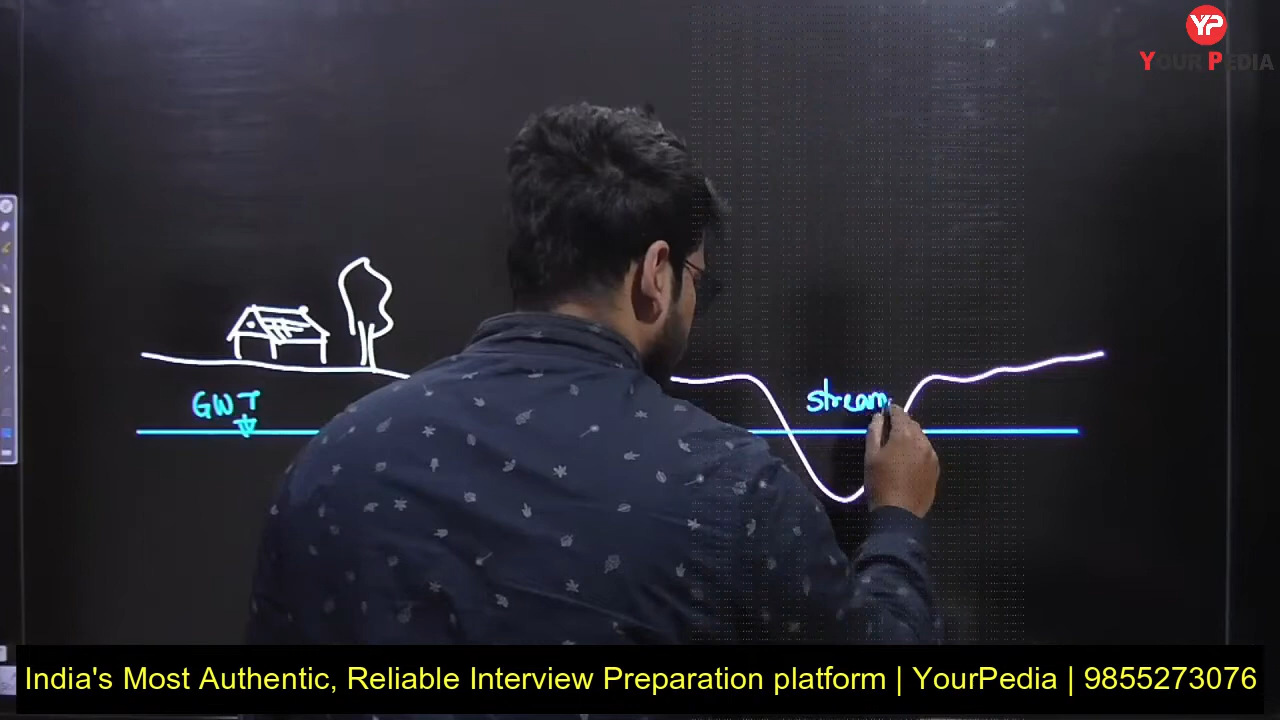 YP
YOUR PEDIA
GWT
stream
India's Most Authentic, Reliable Interview Preparation platform | YourPedia | 9855273076